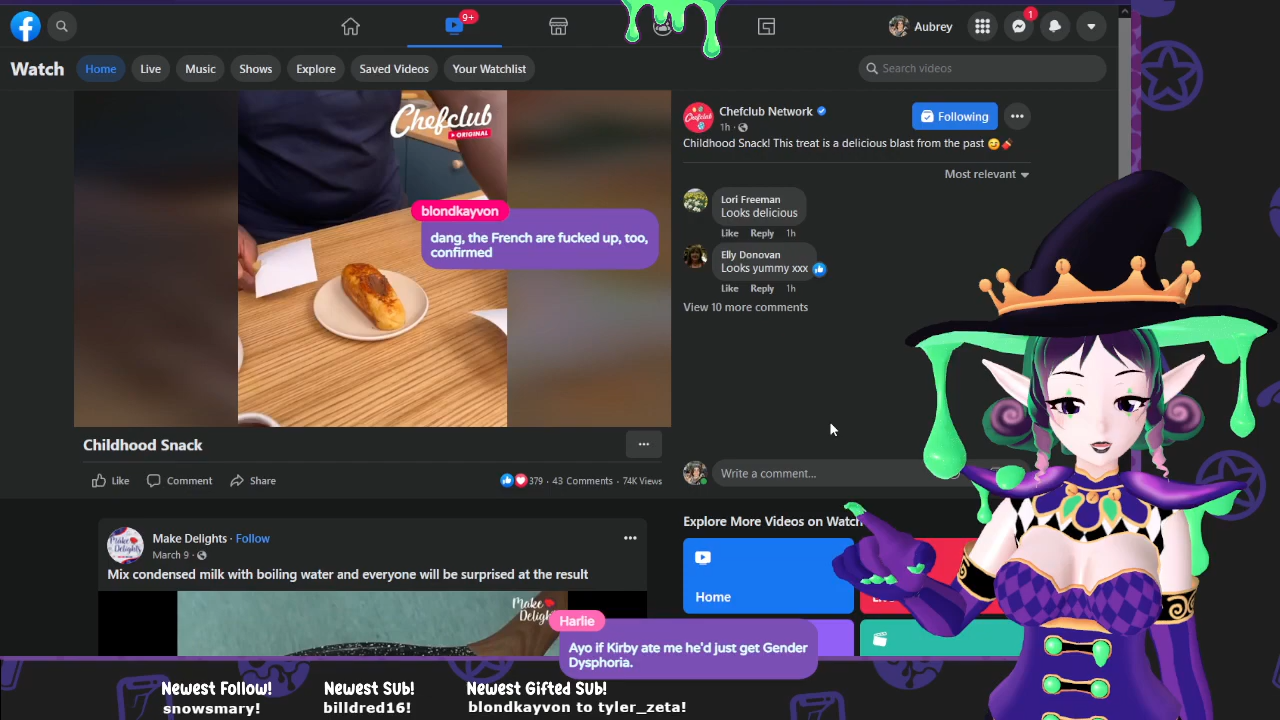 9+
Aubrey
1
Watch
Home
Live
Music
Shows
Explore
Saved Videos
Your Watchlist
Search videos
Chefclub
ORIGINAL
blondkayvon
dang, the French are fucked up, too,
confirmed
Chefclub Network
Following
1h ·
Childhood Snack! This treat is a delicious blast from the past 😏🍫
Most relevant
Lori Freeman
Looks delicious
Like Reply 1h
Elly Donovan
Looks yummy xxx
Like Reply 1h
View 10 more comments
Write a comment...
Childhood Snack
Like Comment Share
379 · 43 Comments · 74K Views
Make Delights · Follow
March 9 ·
Mix condensed milk with boiling water and everyone will be surprised at the result
Make
Explore More Videos on Watch
Home
Harlie
Ayo if Kirby ate me he'd just get Gender
Dysphoria.
Newest Follow!
snowsmary!
Newest Sub!
billdred16!
Newest Gifted Sub!
blondkayvon to tyler_zeta!